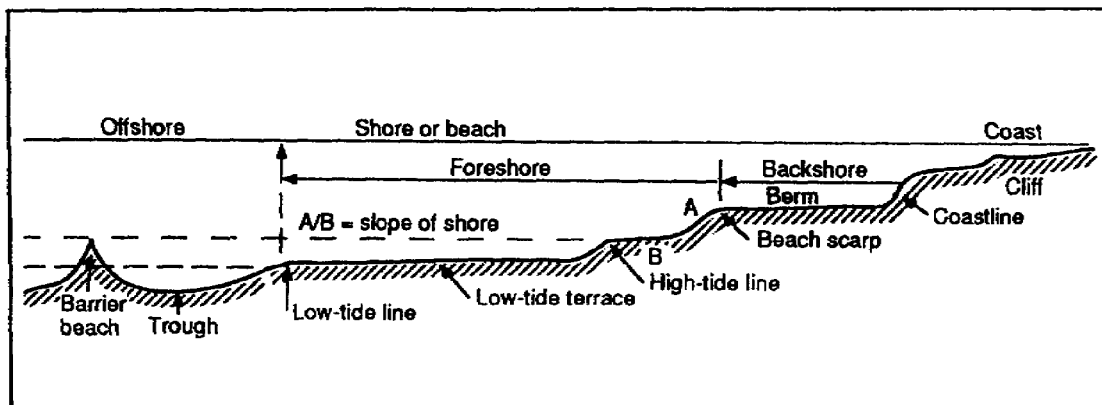 Offshore
Shore or beach
Coast
Foreshore
Backshore
Cliff
Berm
A
Coastline
A/B = slope of shore
Beach scarp
B
High-tide line
Barrier
beach
Trough
Low-tide line
Low-tide terrace